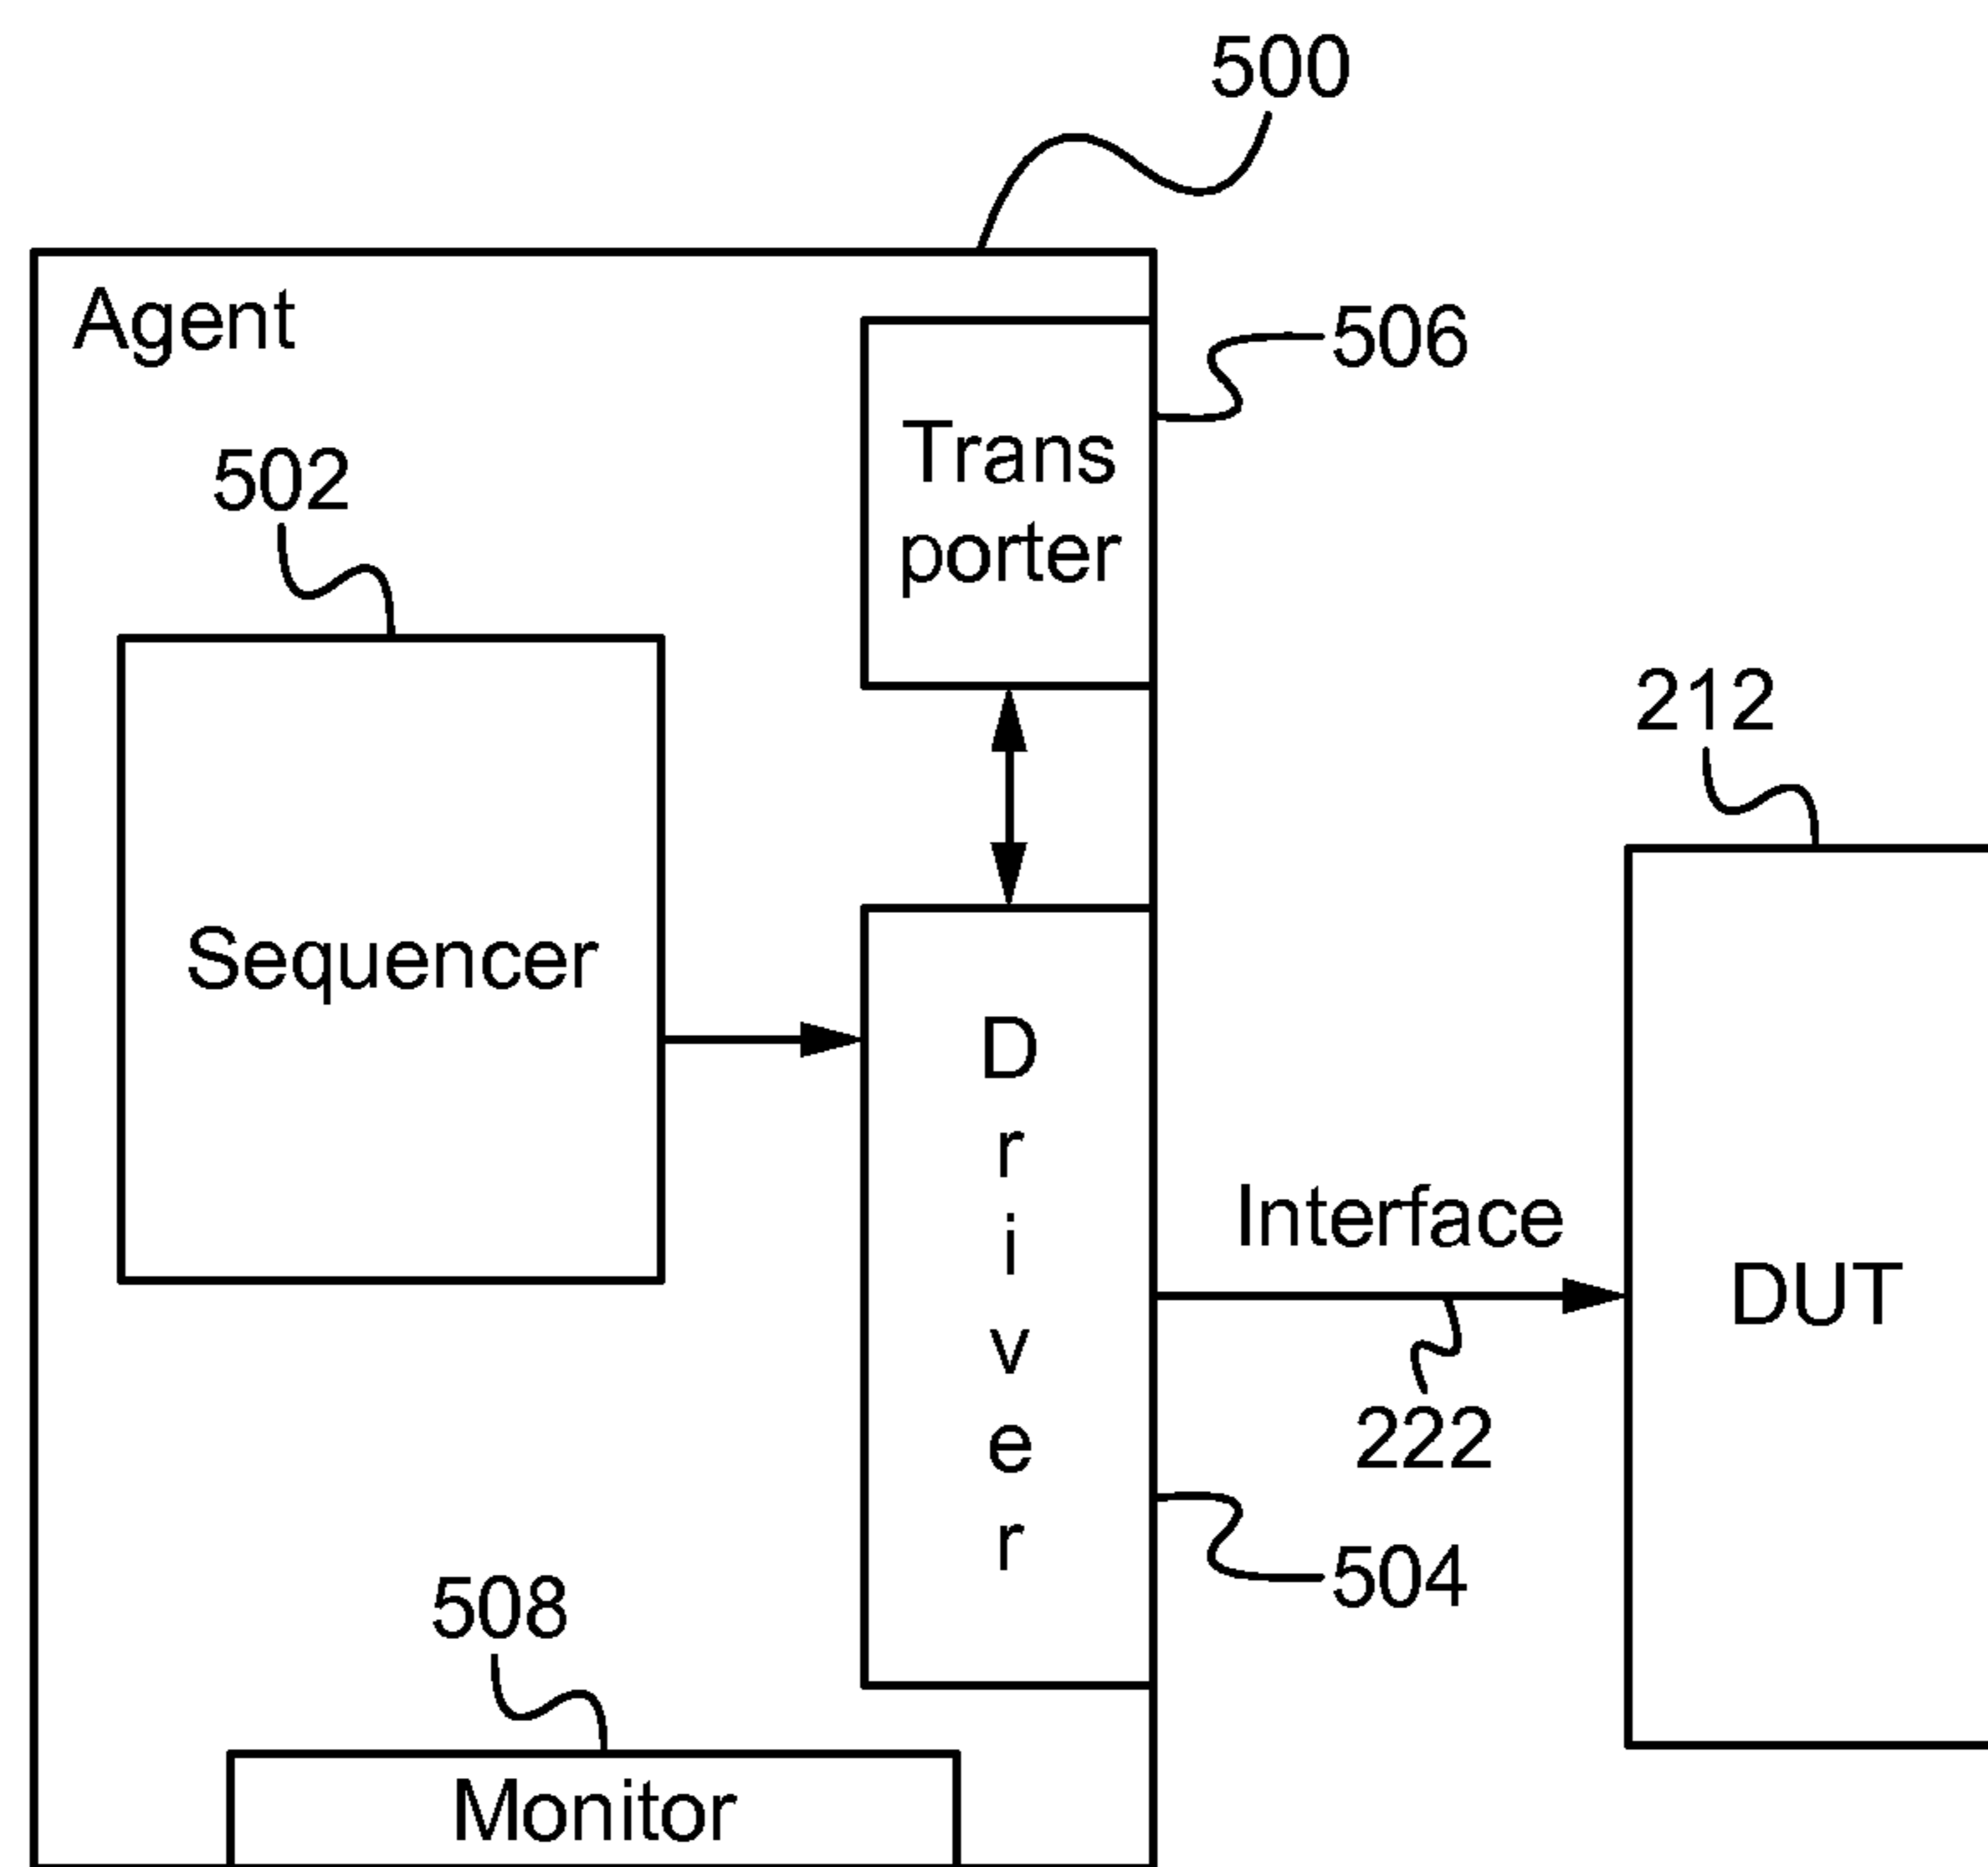 500
Agent
506
Trans
porter
502
212
Sequencer
D
r
i
v
e
r
Interface
DUT
222
504
508
Monitor